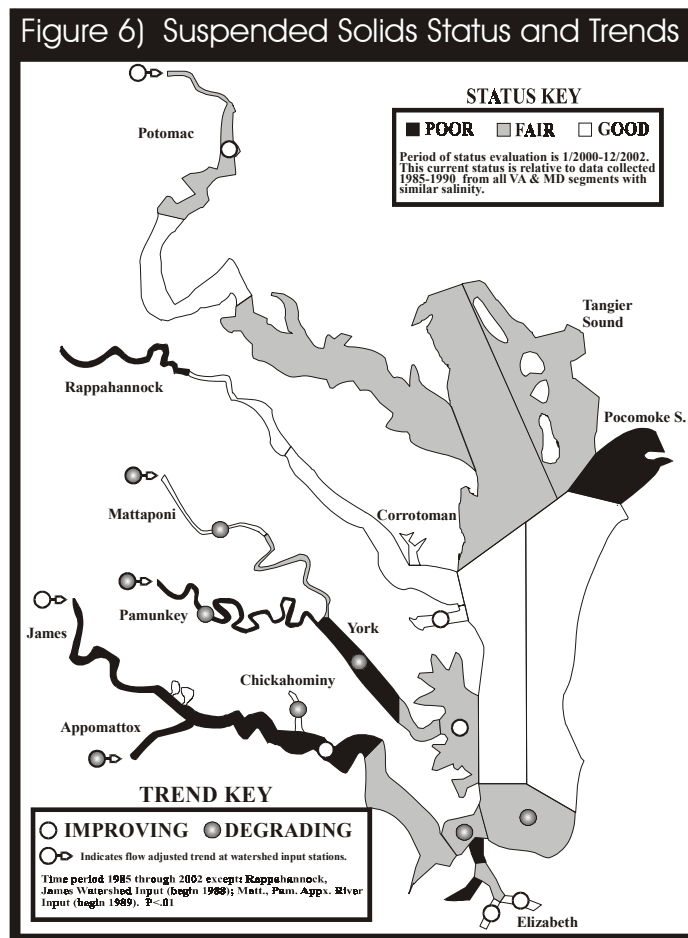 Figure 6) Suspended Solids Status and Trends
STATUS KEY
POOR FAIR GOOD
Period of status evaluation is 1/2000-12/2002.
This current status is relative to data collected
1985-1990 from all VA & MD segments with
similar salinity.
Potomac
Tangier
Sound
Rappahannock
Pocomoke S.
Mattaponi
Corrotoman
Pamunkey
York
James
Chickahominy
Appomattox
TREND KEY
IMPROVING DEGRADING
Indicates flow adjusted trend at watershed input stations.
Time period 1985 through 2002 except: Rappahannock,
James Watershed Input (begin 1988); Matt., Pam. Appx. River
Input (begin 1989). P<.01
Elizabeth